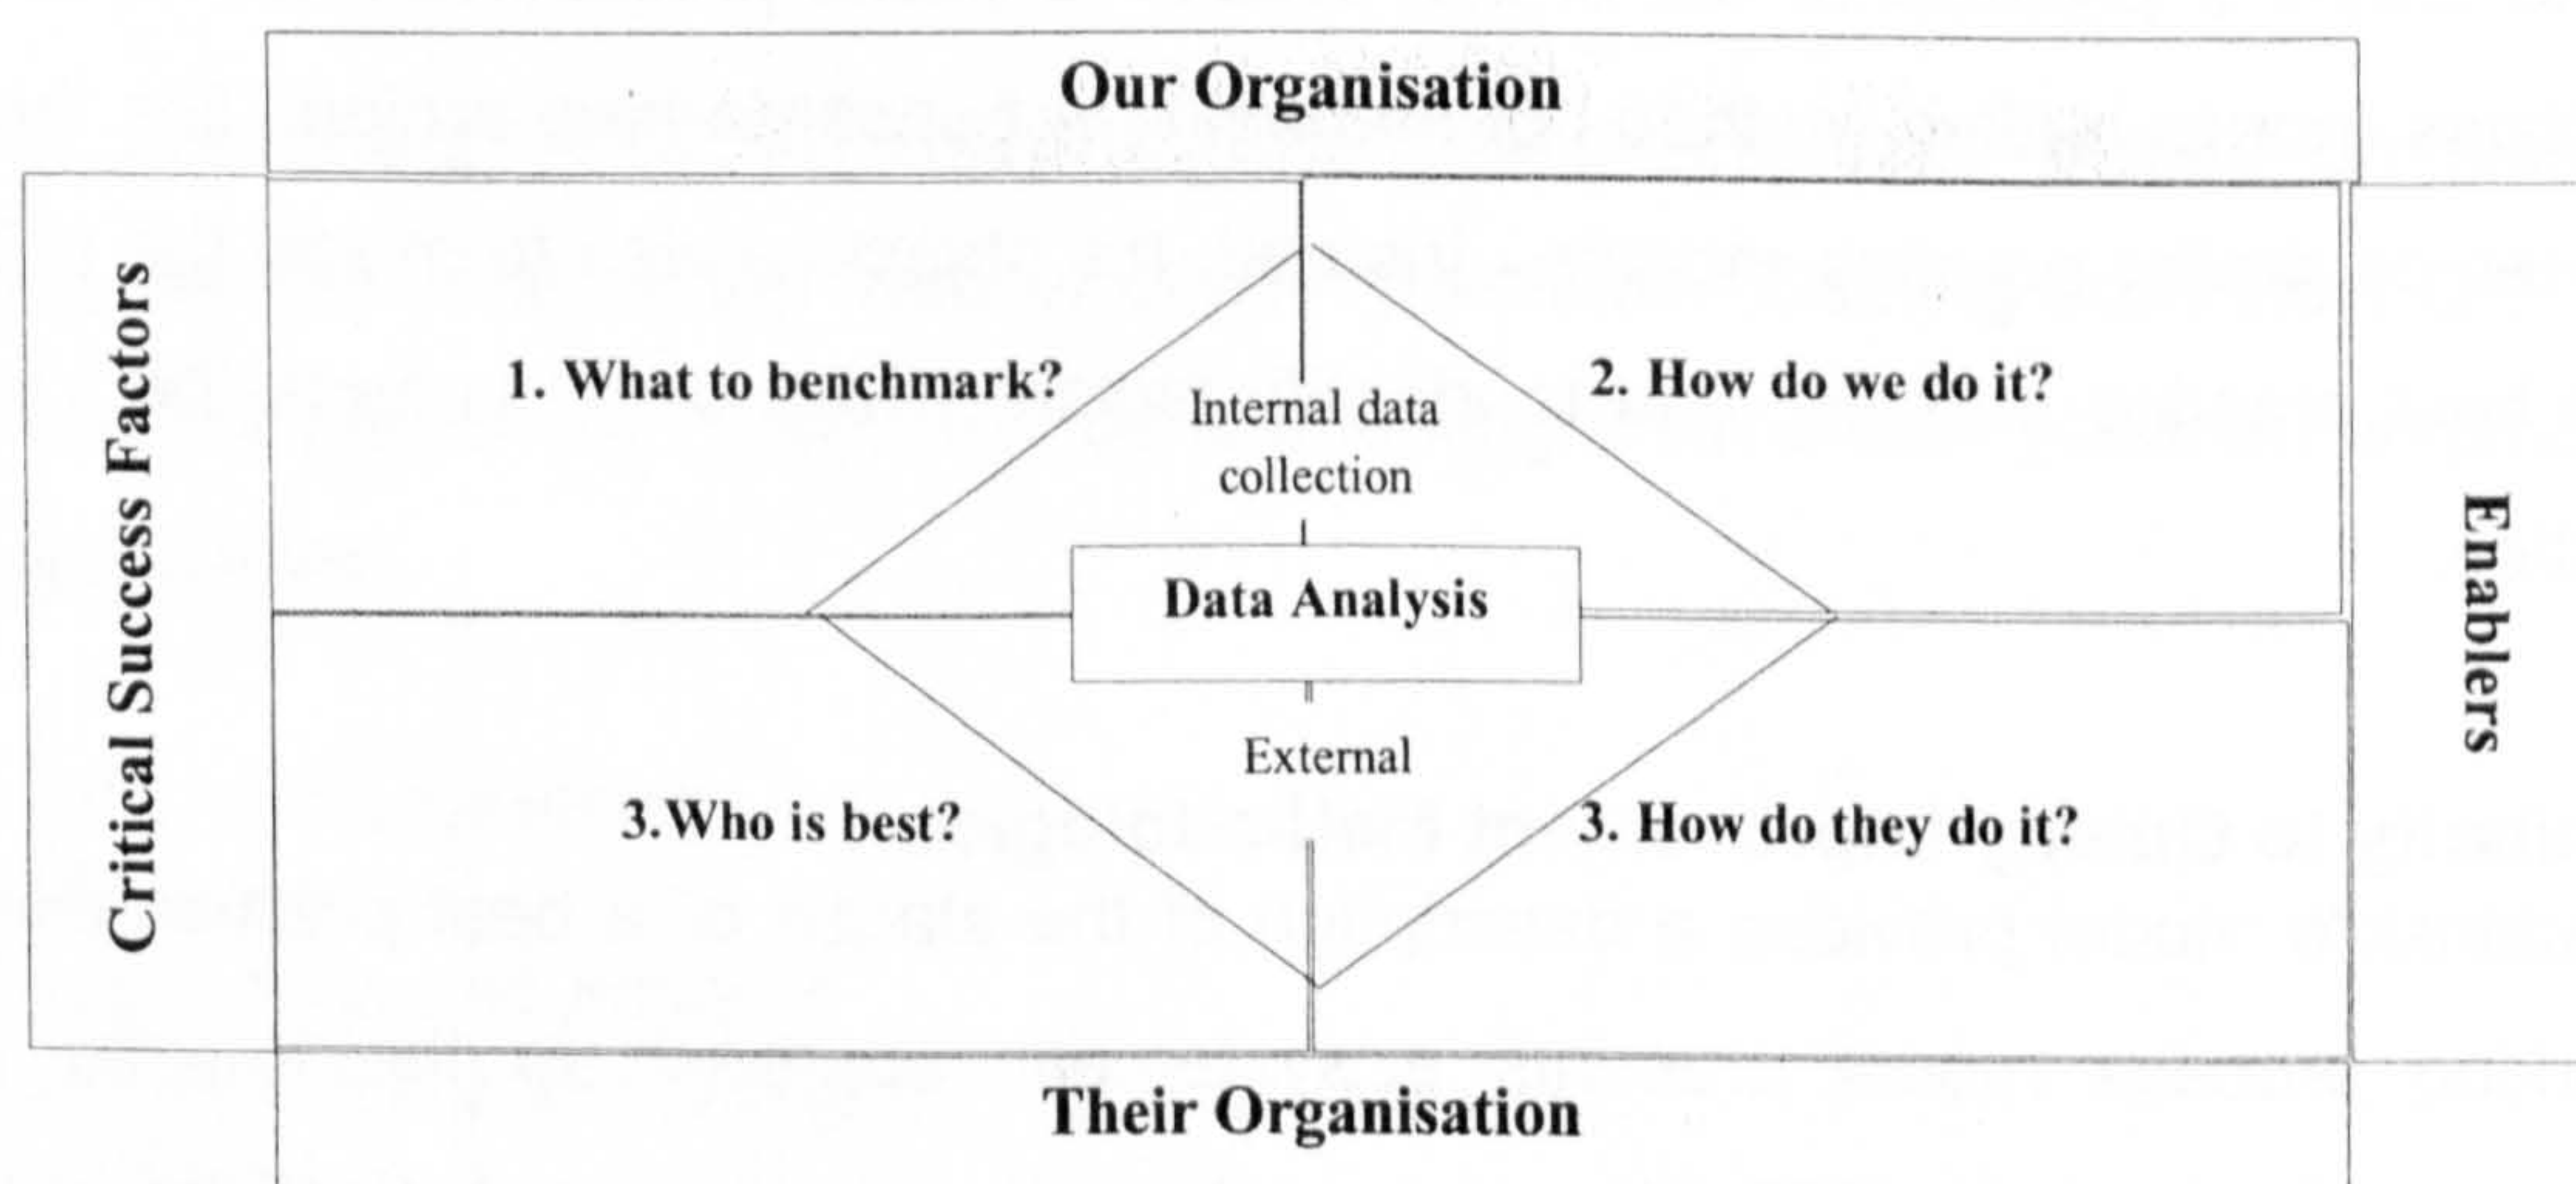 Our Organisation
Critical Success Factors
1. What to benchmark?
2. How do we do it?
Internal data
collection
Data Analysis
Enablers
External
3.Who is best?
3. How do they do it?
Their Organisation